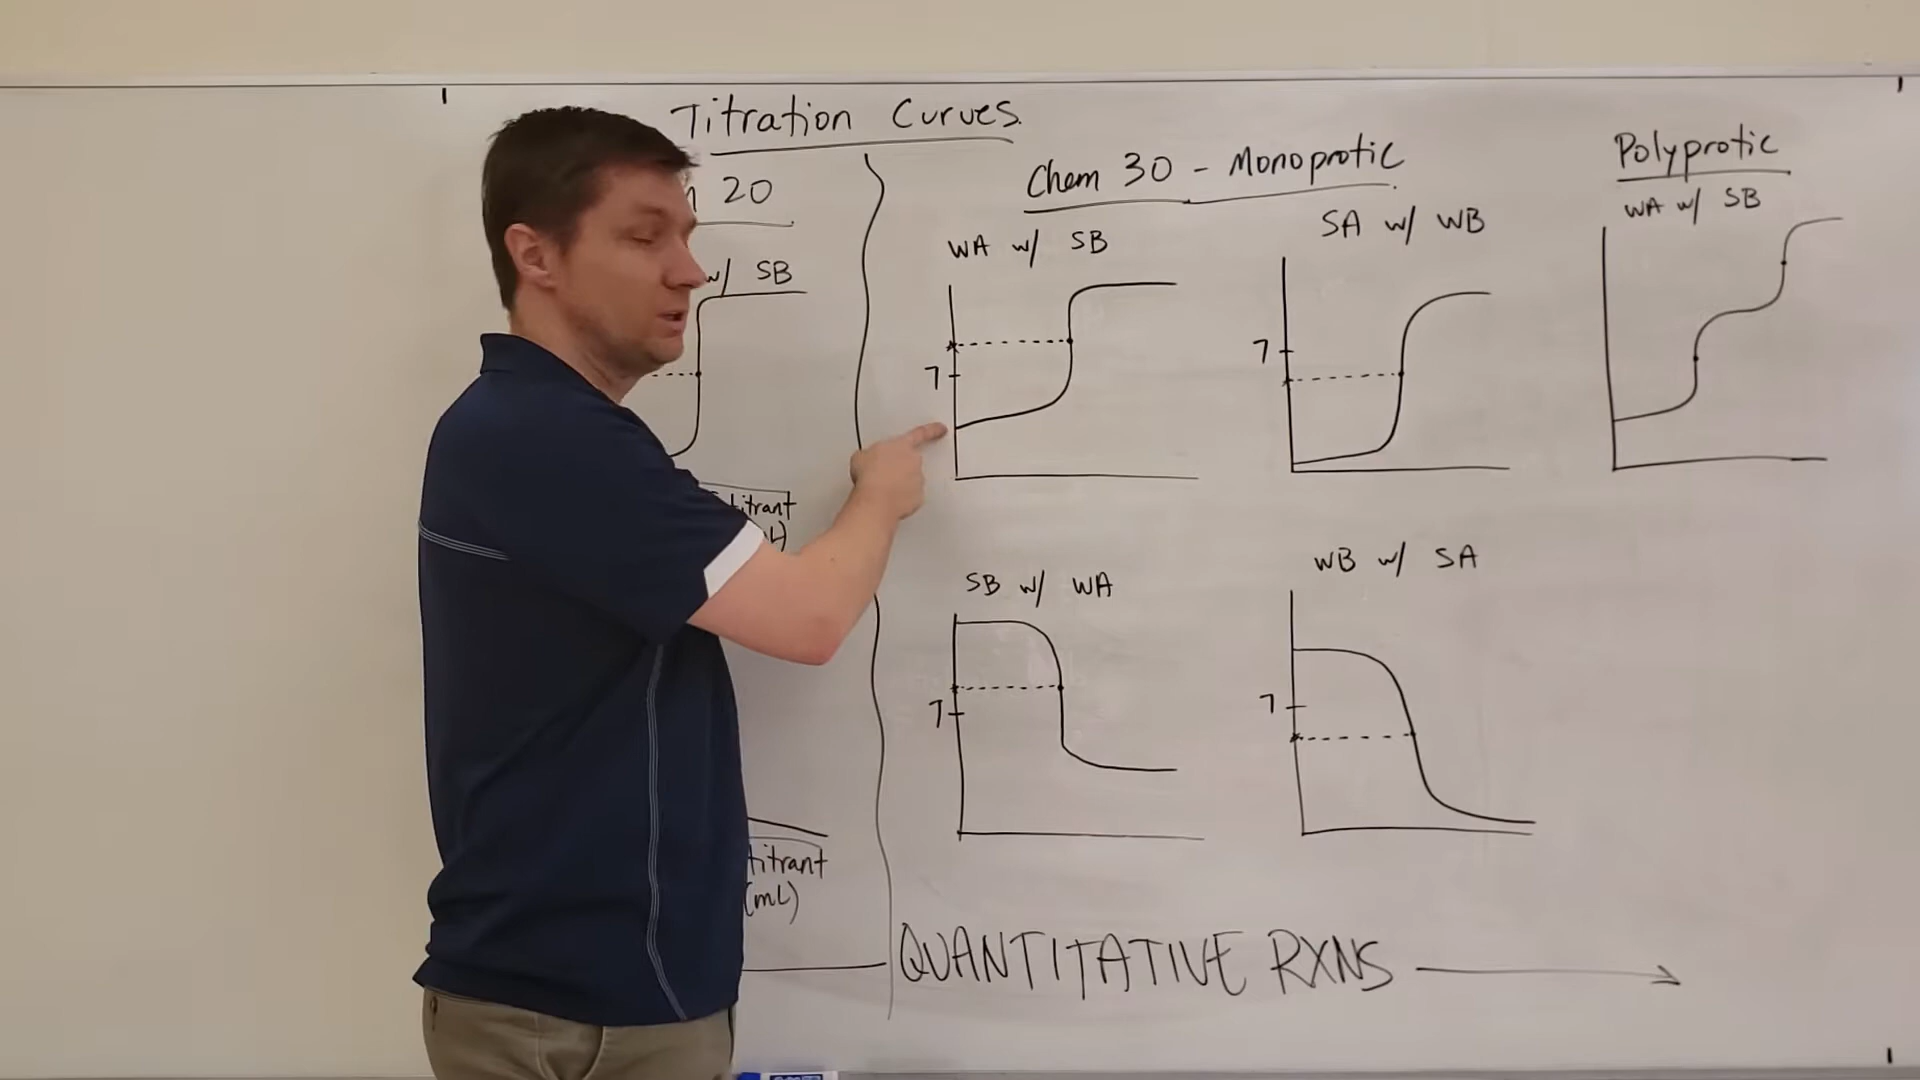 Titration Curves.
20
w/ SB
titrant
titrant
(mL)
Chem 30 - Monoprotic
WA w/ SB
7
SA w/ WB
7
SB w/ WA
7
WB w/ SA
7
Polyprotic
WA w/ SB
QUANTITATIVE RXNS